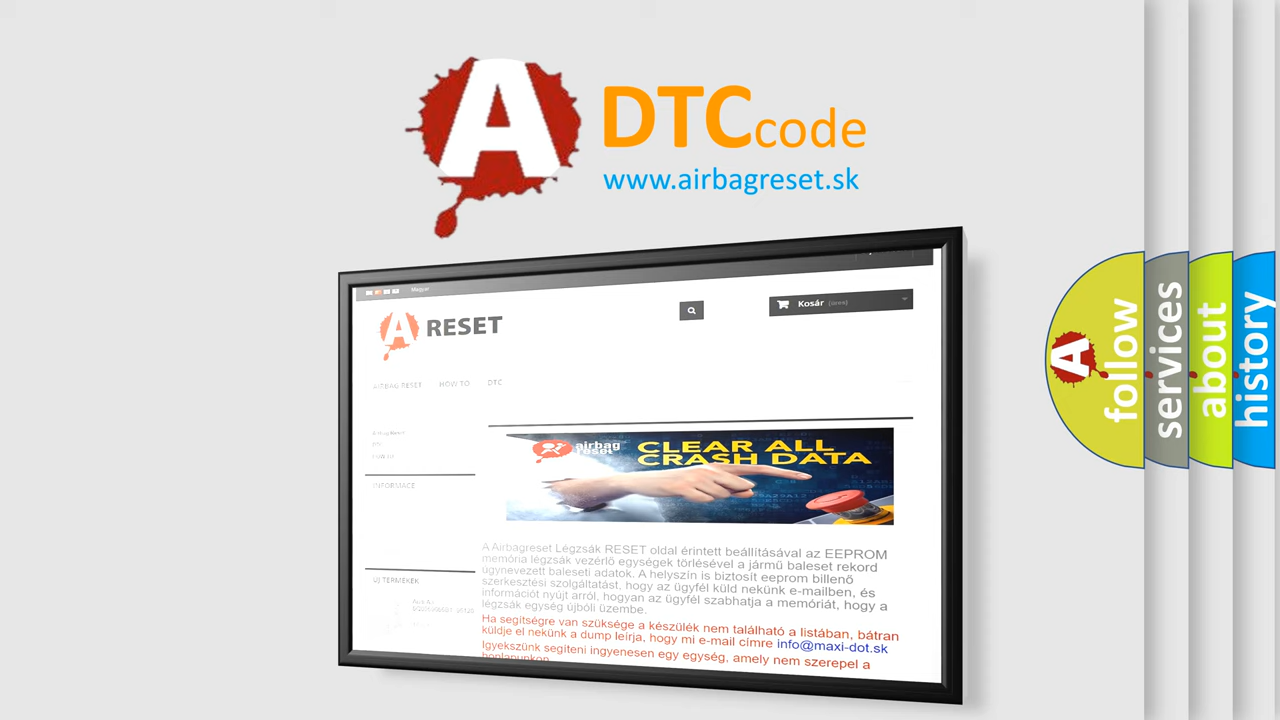 A
DTC code
www.airbagreset.sk
Magyar
A RESET
Kosár (üres)
AIRBAG RESET HOW TO DTC
INFORMACE
airbag
reset
CLEAR ALL
CRASH DATA
A Airbagreset Légzsák RESET oldal érintett beállításával az EEPROM
memória légzsák vezérlő egységek törlésével a jármű baleset rekord
úgynevezett baleseti adatok. A helyszín is biztosít eeprom billenő
szerkesztési szolgáltatást, hogy az ügyfél küld nekünk e-mailben, és
információt nyújt arról, hogyan az ügyfél szabhatja a memóriát, hogy a
légzsák egység újbóli üzembe.
Ha segítségre van szüksége a készülék nem található a listában, bátran
küldje el nekünk a dump leírja, hogy mi e-mail címre info@maxi-dot.sk
Igyekszünk segíteni ingyenesen egy egység, amely nem szerepel a
honlapunkon
ÚJ TERMÉKEK
A
follow
services
about
history